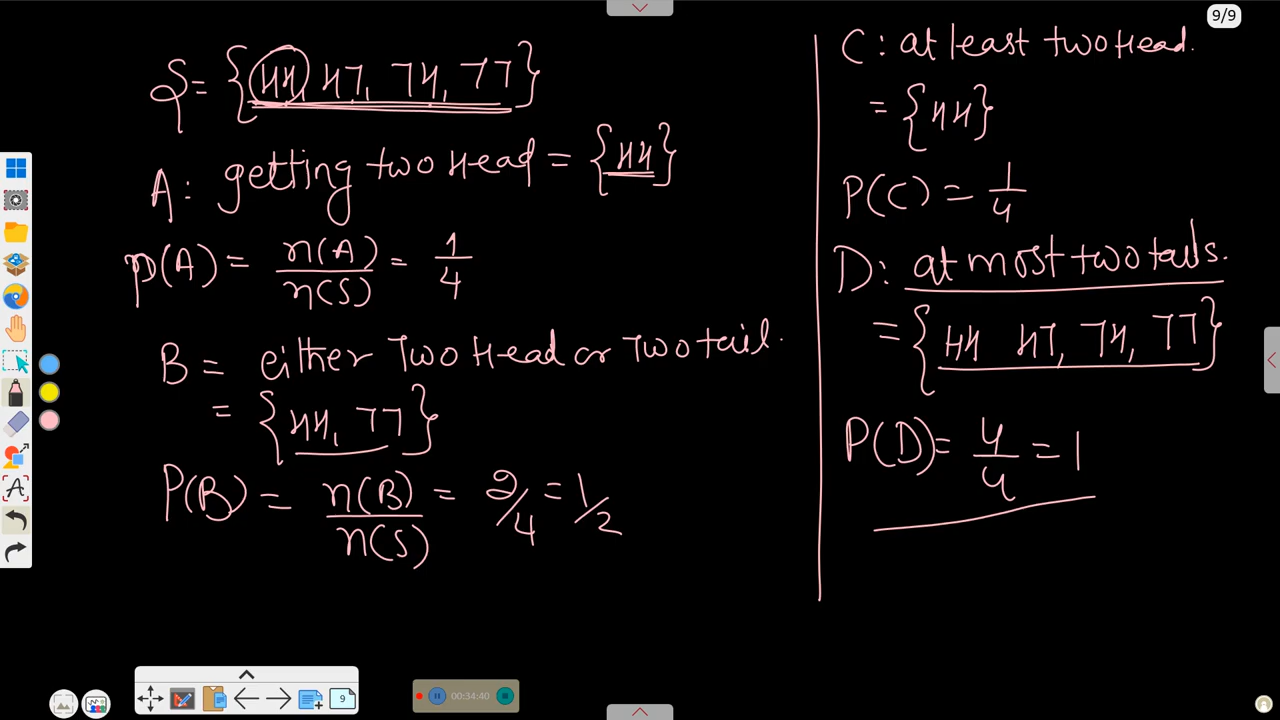 S = {HH, HT, TH, TT}
A: getting two Head = {HH}
P(A) = n(A)/n(S) = 1/4
B = either Two Head or Two tail.
= {HH, TT}
P(B) = n(B)/n(S) = 2/4 = 1/2
9/9
C: at least two Head.
= {HH}
P(C) = 1/4
D: at most two tails.
= {HH HT, TH, TT}
P(D) = 4/4 = 1
9
00:34:40